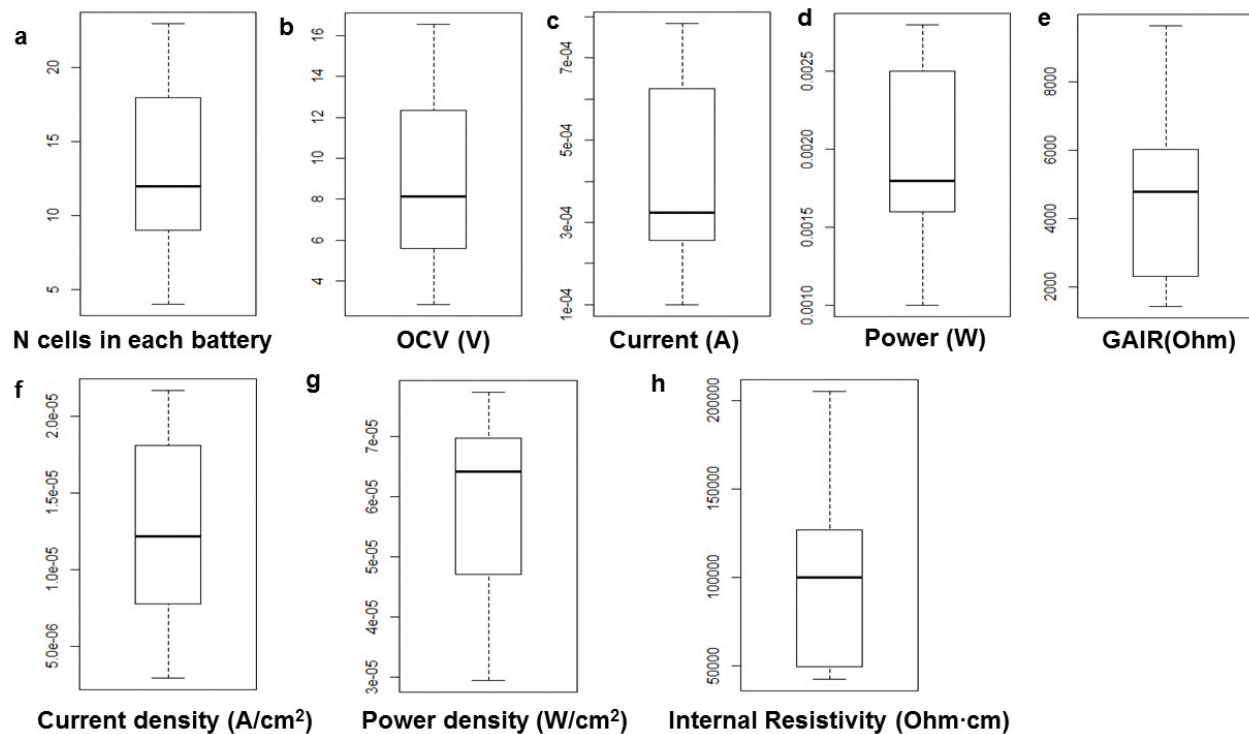 a
20
15
10
5
N cells in each battery
b
16
14
12
10
8
6
4
OCV (V)
c
7e-04
5e-04
3e-04
1e-04
Current (A)
d
0.0025
0.0020
0.0015
0.0010
Power (W)
e
8000
6000
4000
2000
GAIR(Ohm)
f
2.0e-05
1.5e-05
1.0e-05
5.0e-06
Current density (A/cm²)
g
7e-05
6e-05
5e-05
4e-05
3e-05
Power density (W/cm²)
h
200000
150000
100000
50000
Internal Resistivity (Ohm·cm)